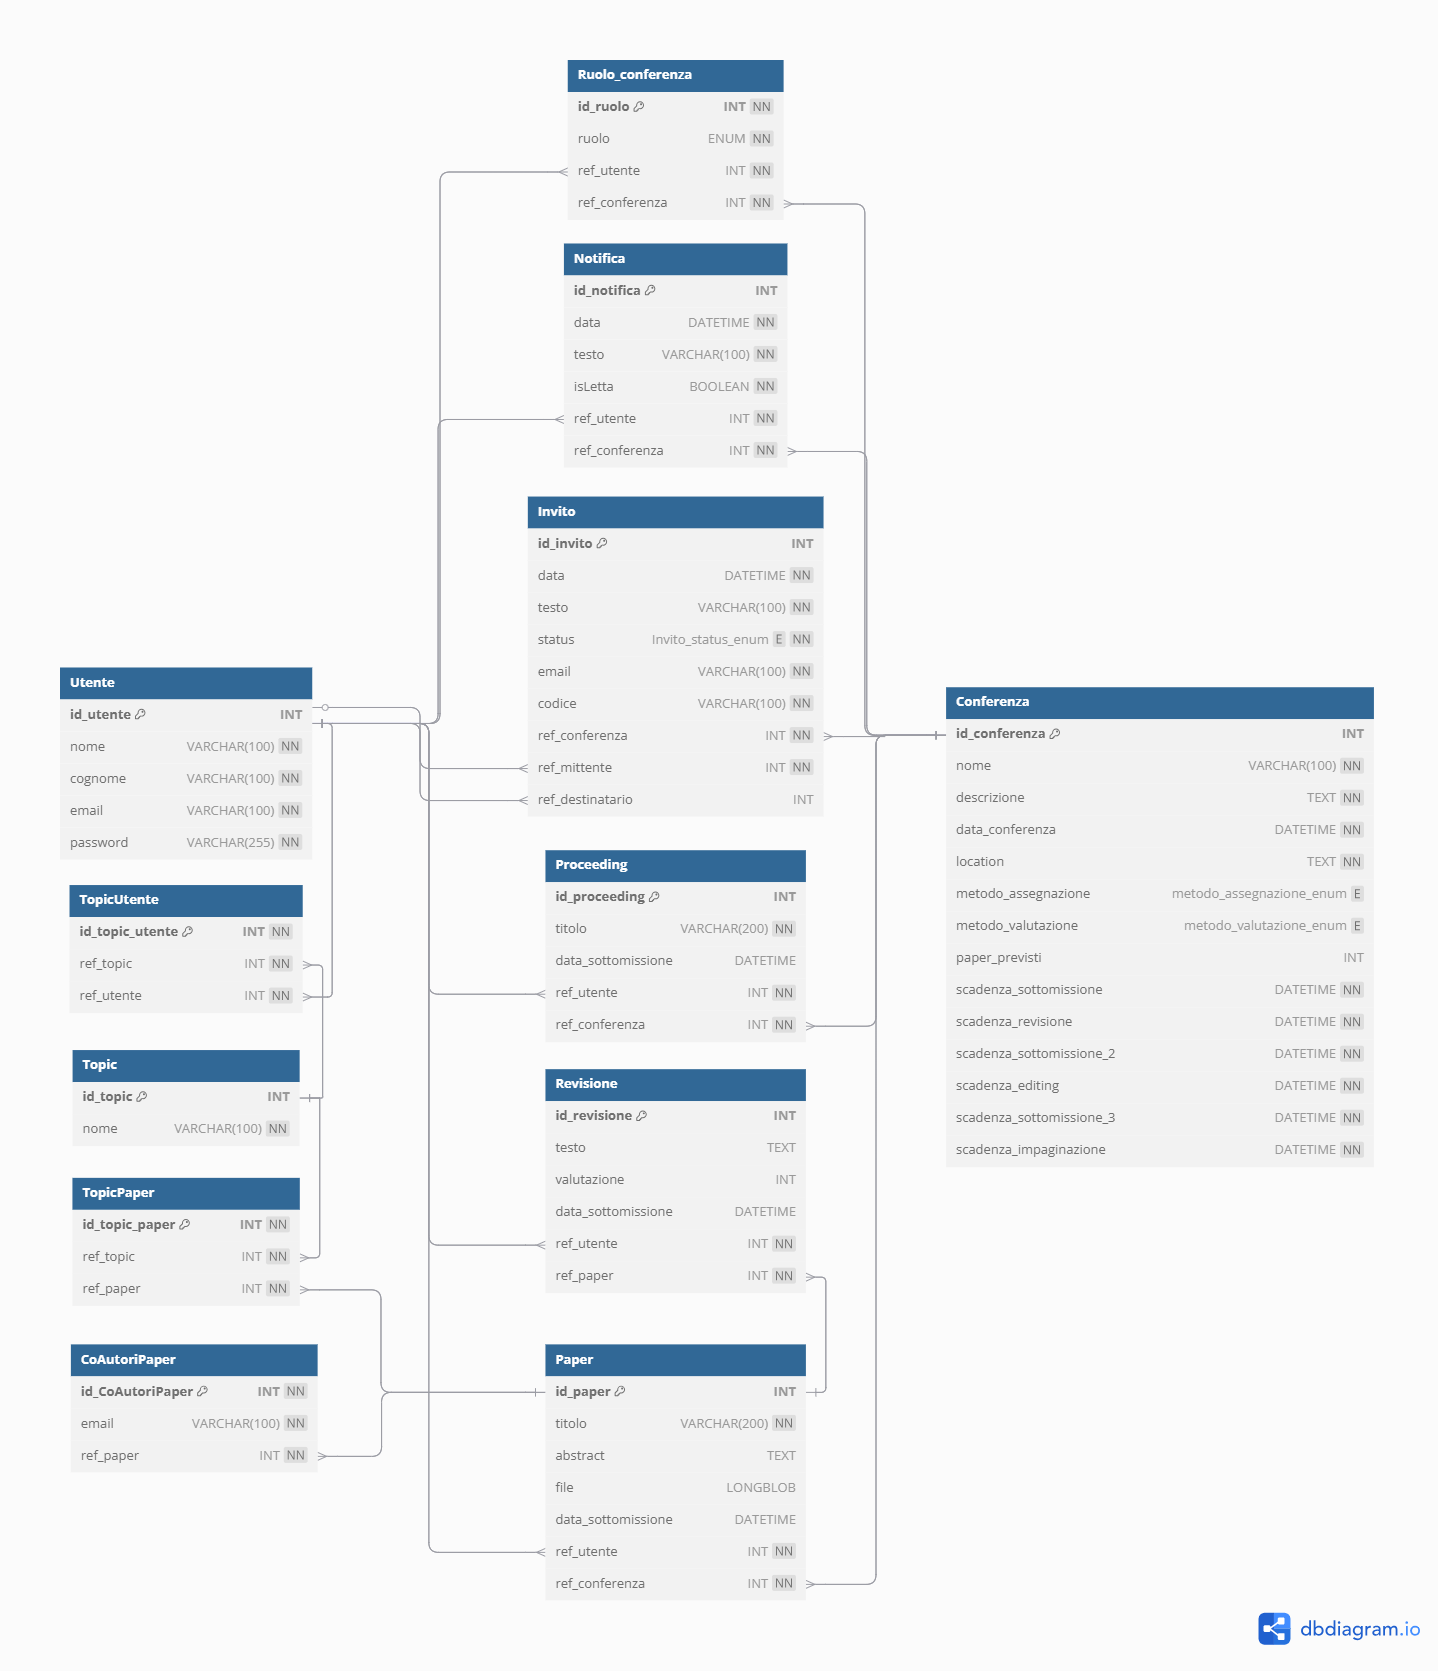 Ruolo_conferenza
id_ruolo INT NN
ruolo ENUM NN
ref_utente INT NN
ref_conferenza INT NN
Notifica
id_notifica INT
data DATETIME NN
testo VARCHAR(100) NN
isLetta BOOLEAN NN
ref_utente INT NN
ref_conferenza INT NN
Invito
id_invito INT
data DATETIME NN
testo VARCHAR(100) NN
status Invito_status_enum E NN
email VARCHAR(100) NN
codice VARCHAR(100) NN
ref_conferenza INT NN
ref_mittente INT NN
ref_destinatario INT
Utente
id_utente INT
nome VARCHAR(100) NN
cognome VARCHAR(100) NN
email VARCHAR(100) NN
password VARCHAR(255) NN
Conferenza
id_conferenza INT
nome VARCHAR(100) NN
descrizione TEXT NN
data_conferenza DATETIME NN
location TEXT NN
metodo_assegnazione metodo_assegnazione_enum E
metodo_valutazione metodo_valutazione_enum E
paper_previsti INT
scadenza_sottomissione DATETIME NN
scadenza_revisione DATETIME NN
scadenza_sottomissione_2 DATETIME NN
scadenza_editing DATETIME NN
scadenza_sottomissione_3 DATETIME NN
scadenza_impaginazione DATETIME NN
TopicUtente
id_topic_utente INT NN
ref_topic INT NN
ref_utente INT NN
Proceeding
id_proceeding INT
titolo VARCHAR(200) NN
data_sottomissione DATETIME
ref_utente INT NN
ref_conferenza INT NN
Topic
id_topic INT
nome VARCHAR(100) NN
Revisione
id_revisione INT
testo TEXT
valutazione INT
data_sottomissione DATETIME
ref_utente INT NN
ref_paper INT NN
TopicPaper
id_topic_paper INT NN
ref_topic INT NN
ref_paper INT NN
CoAutoriPaper
id_CoAutoriPaper INT NN
email VARCHAR(100) NN
ref_paper INT NN
Paper
id_paper INT
titolo VARCHAR(200) NN
abstract TEXT
file LONGBLOB
data_sottomissione DATETIME
ref_utente INT NN
ref_conferenza INT NN
dbdiagram.io